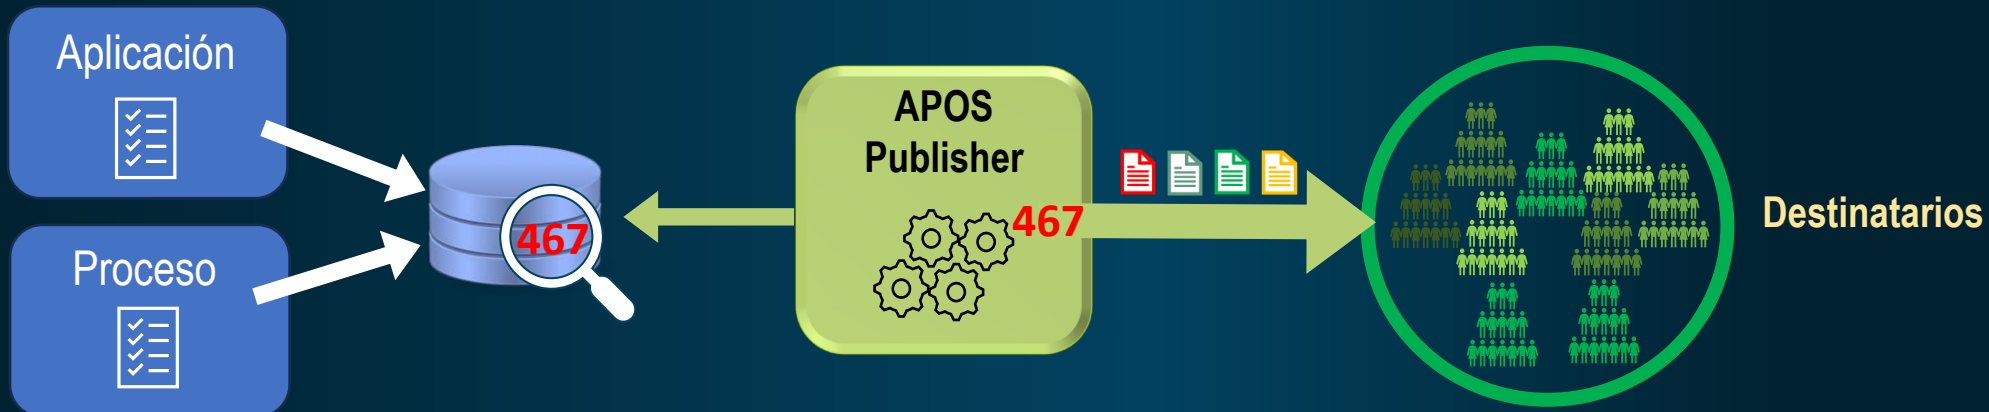 Aplicación
Proceso
467
APOS
Publisher
467
Destinatarios